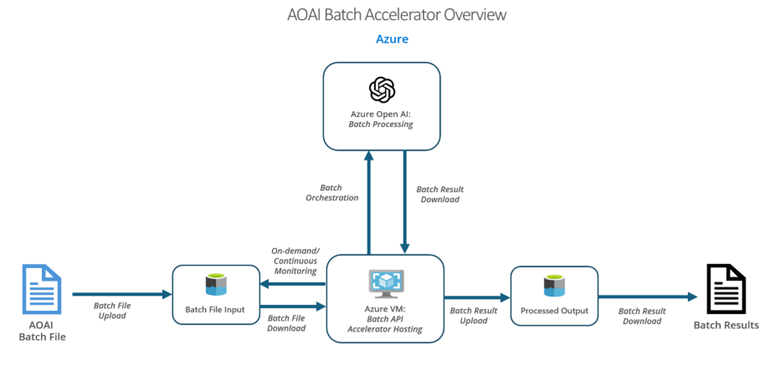 AOAI Batch Accelerator Overview
Azure
Azure Open AI:
Batch Processing
Batch
Orchestration
Batch Result
Download
On-demand/
Continuous
Monitoring
AOAI
Batch File
Batch File
Upload
Batch File Input
Batch File
Download
Azure VM:
Batch API
Accelerator Hosting
Batch Result
Upload
Processed Output
Batch Result
Download
Batch Results